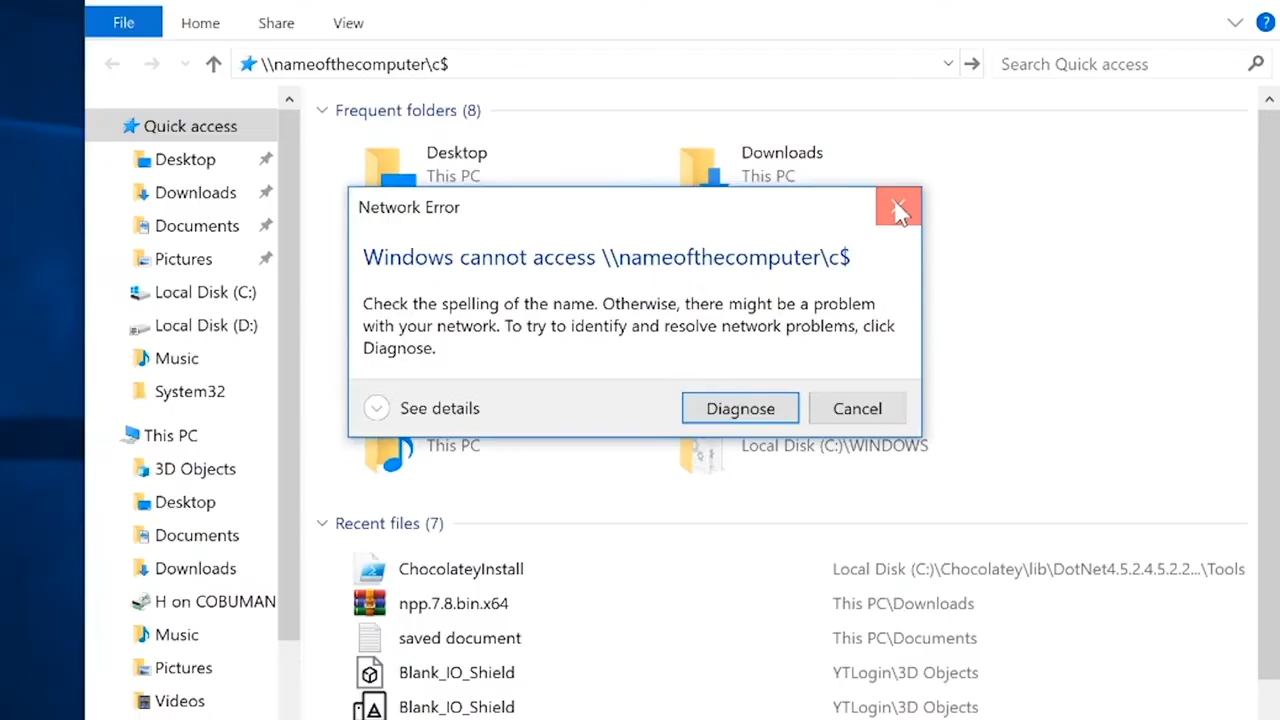 File
Home
Share
View
?
\\nameofthecomputer\c$
Search Quick access
Quick access
Desktop
Downloads
Documents
Pictures
Local Disk (C:)
Local Disk (D:)
Music
System32
This PC
3D Objects
Desktop
Documents
Downloads
H on COBUMAN
Music
Pictures
Videos
Frequent folders (8)
Desktop
This PC
Downloads
This PC
Network Error
Windows cannot access \\nameofthecomputer\c$
Check the spelling of the name. Otherwise, there might be a problem
with your network. To try to identify and resolve network problems, click
Diagnose.
See details
Diagnose
Cancel
This PC
Local Disk (C:)\WINDOWS
Recent files (7)
ChocolateyInstall
Local Disk (C:)\Chocolatey\lib\DotNet4.5.2.4.5.2.2...\Tools
npp.7.8.bin.x64
This PC\Downloads
saved document
This PC\Documents
Blank_IO_Shield
YTLogin\3D Objects
Blank_IO_Shield
YTLogin\3D Objects